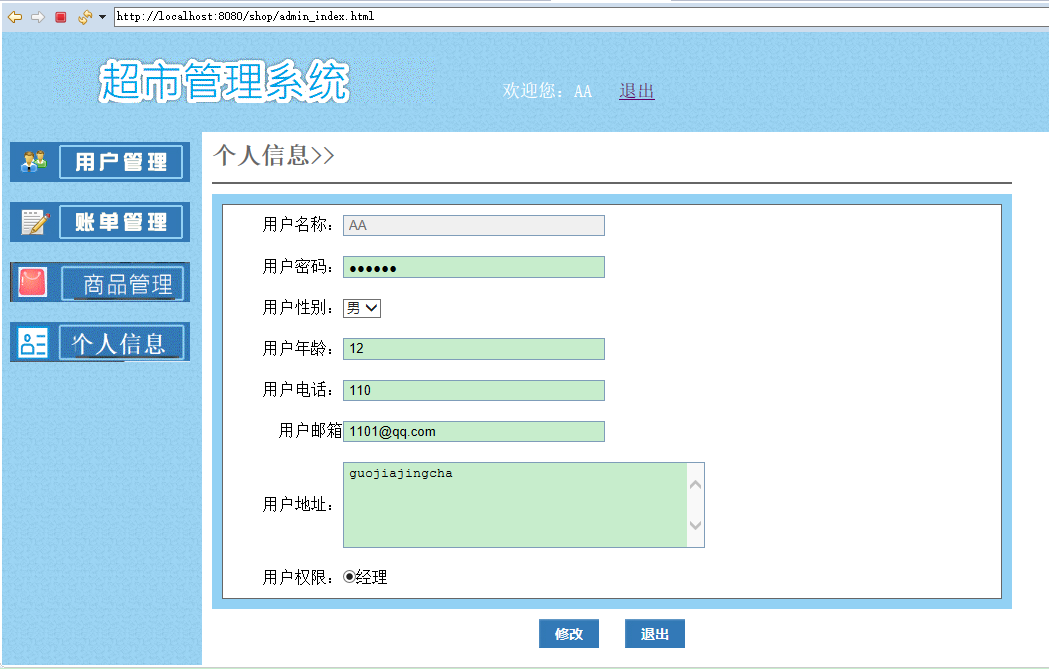 http://localhost:8080/shop/admin_index.html
超市管理系统
欢迎您：AA 退出
用户管理
账单管理
商品管理
个人信息
个人信息>>
用户名称： AA
用户密码： ●●●●●●
用户性别： 男
用户年龄： 12
用户电话： 110
用户邮箱 1101@qq.com
用户地址： guojiajingcha
用户权限： 经理
修改 退出